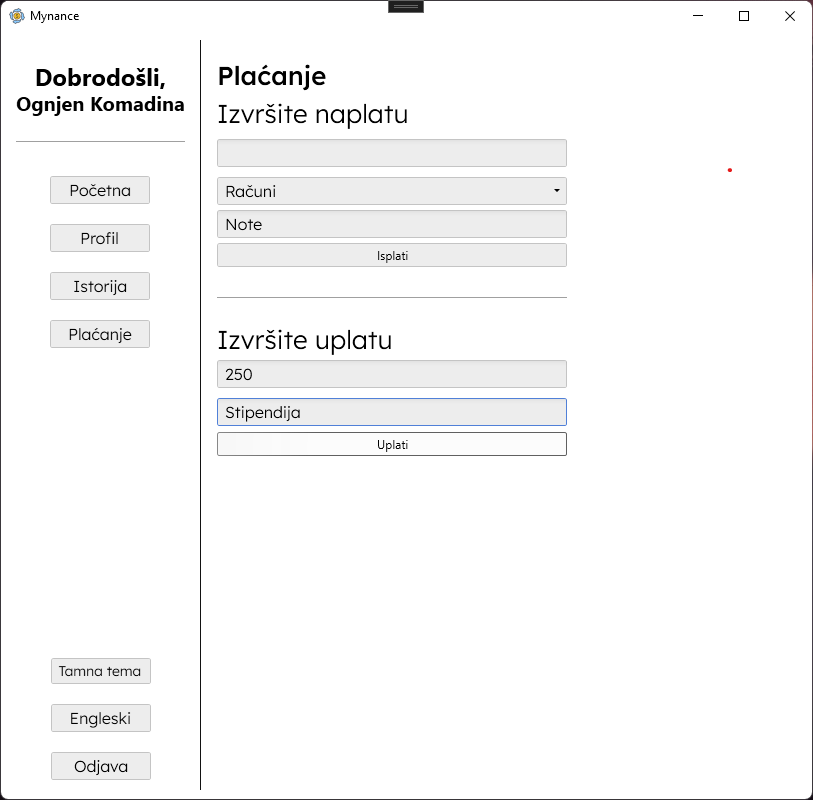 Mynance
Dobrodošli,
Ognjen Komadina
Početna
Profil
Istorija
Plaćanje
Tamna tema
Engleski
Odjava
Plaćanje
Izvršite naplatu
Računi
Note
Isplati
Izvršite uplatu
250
Stipendija
Uplati